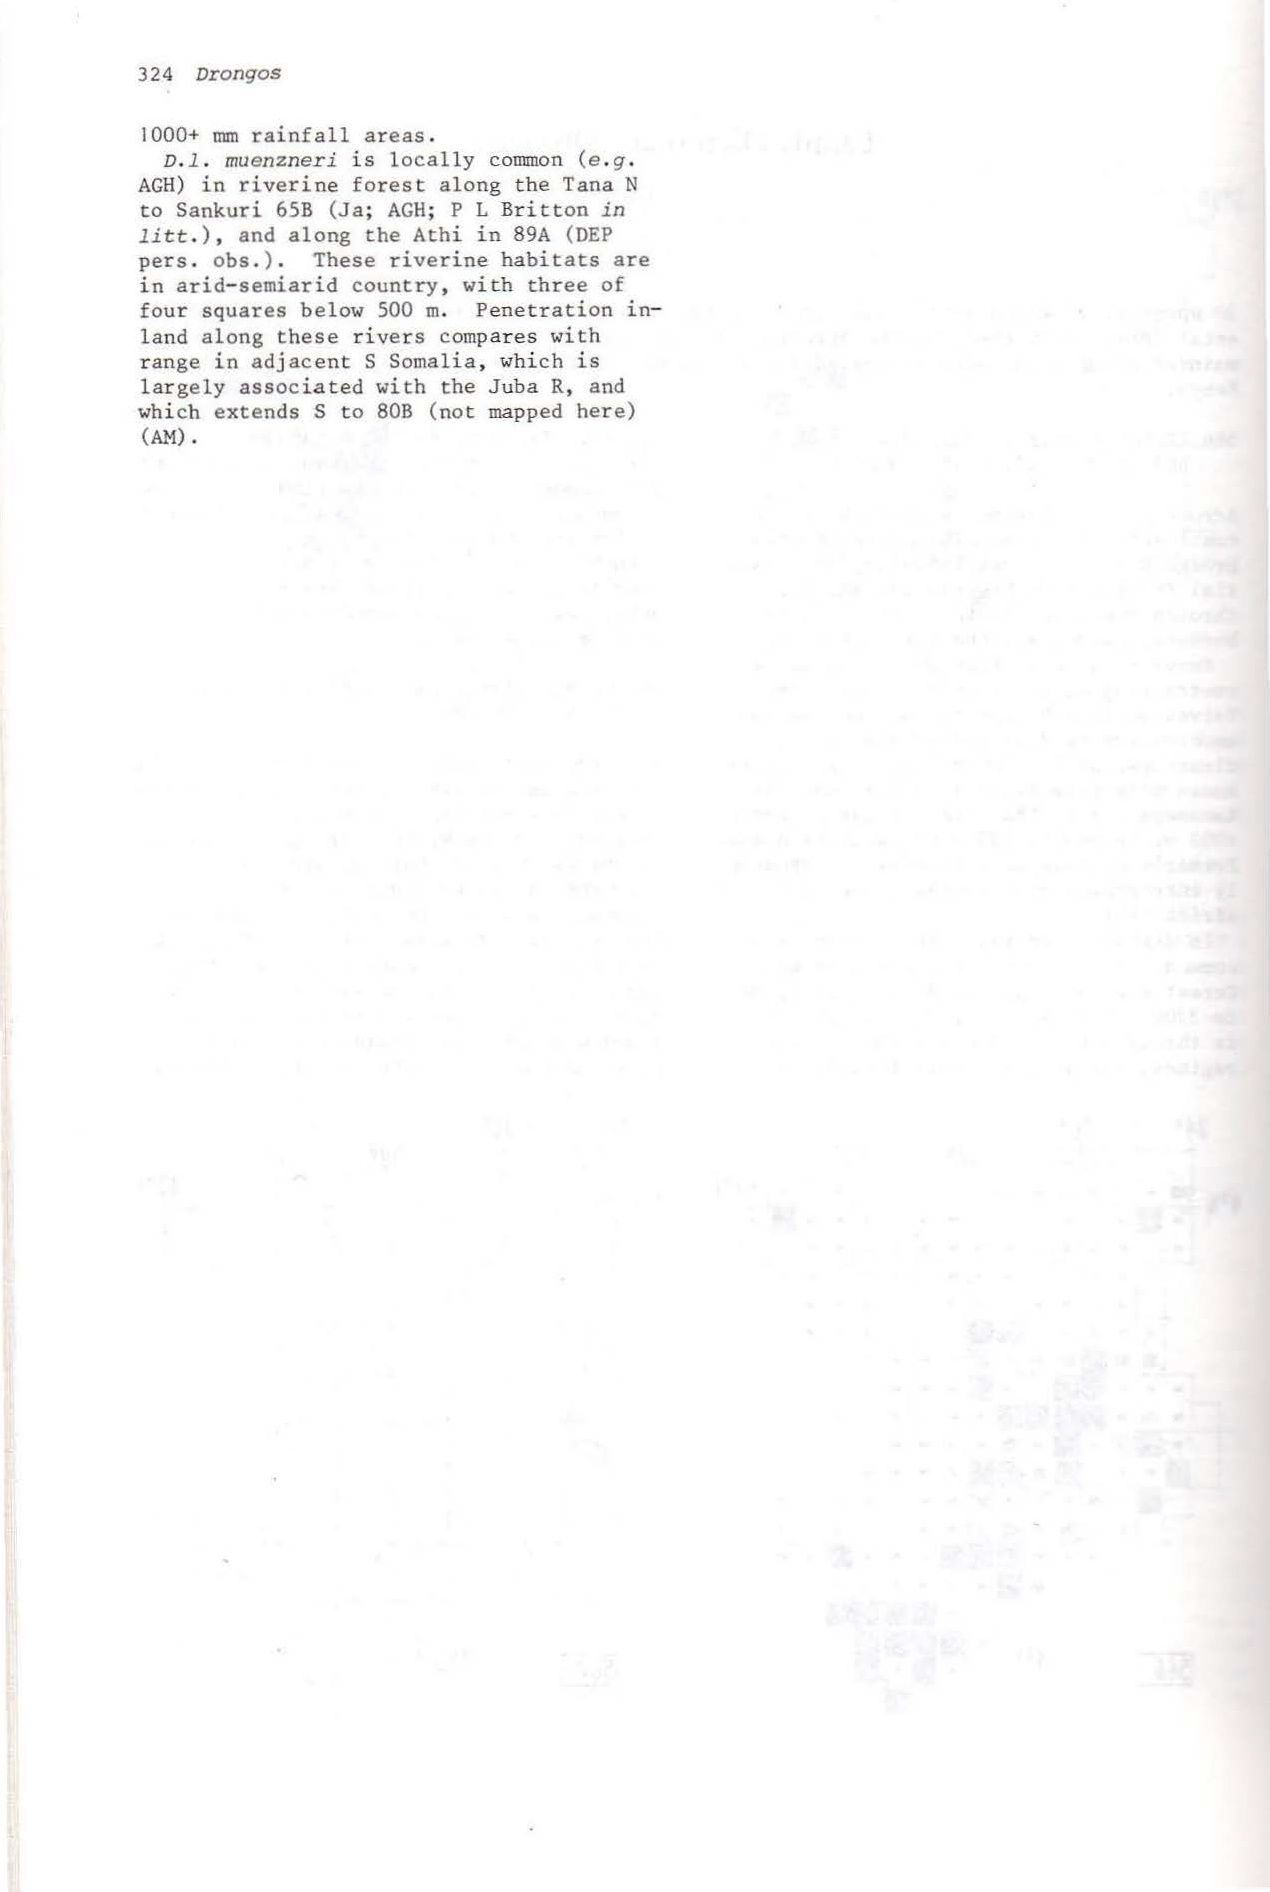 324 Drongos
1000+ mm rainfall areas.
D.l. muenzneri is locally common (e.g.
AGH) in riverine forest along the Tana N
to Sankuri 65B (Ja; AGH; P L Britton in
litt.), and along the Athi in 89A (DEP
pers. obs.). These riverine habitats are
in arid-semiarid country, with three of
four squares below 500 m. Penetration in-
land along these rivers compares with
range in adjacent S Somalia, which is
largely associated with the Juba R, and
which extends S to 80B (not mapped here)
(AM).